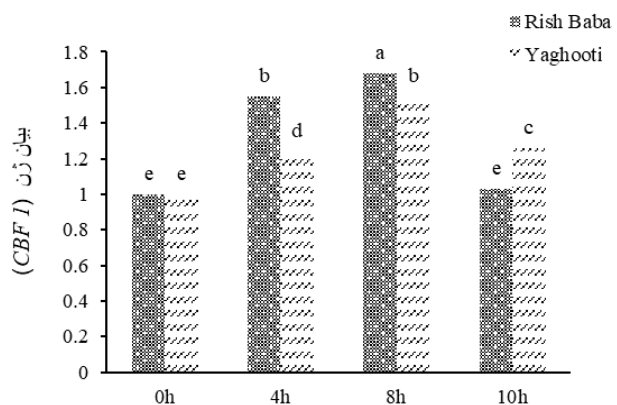 Rish Baba
Yaghooti
بیان ژن (CBF 1)
1.8
1.6
1.4
1.2
1
0.8
0.6
0.4
0.2
0
e e
b d
a b
e c
0h 4h 8h 10h